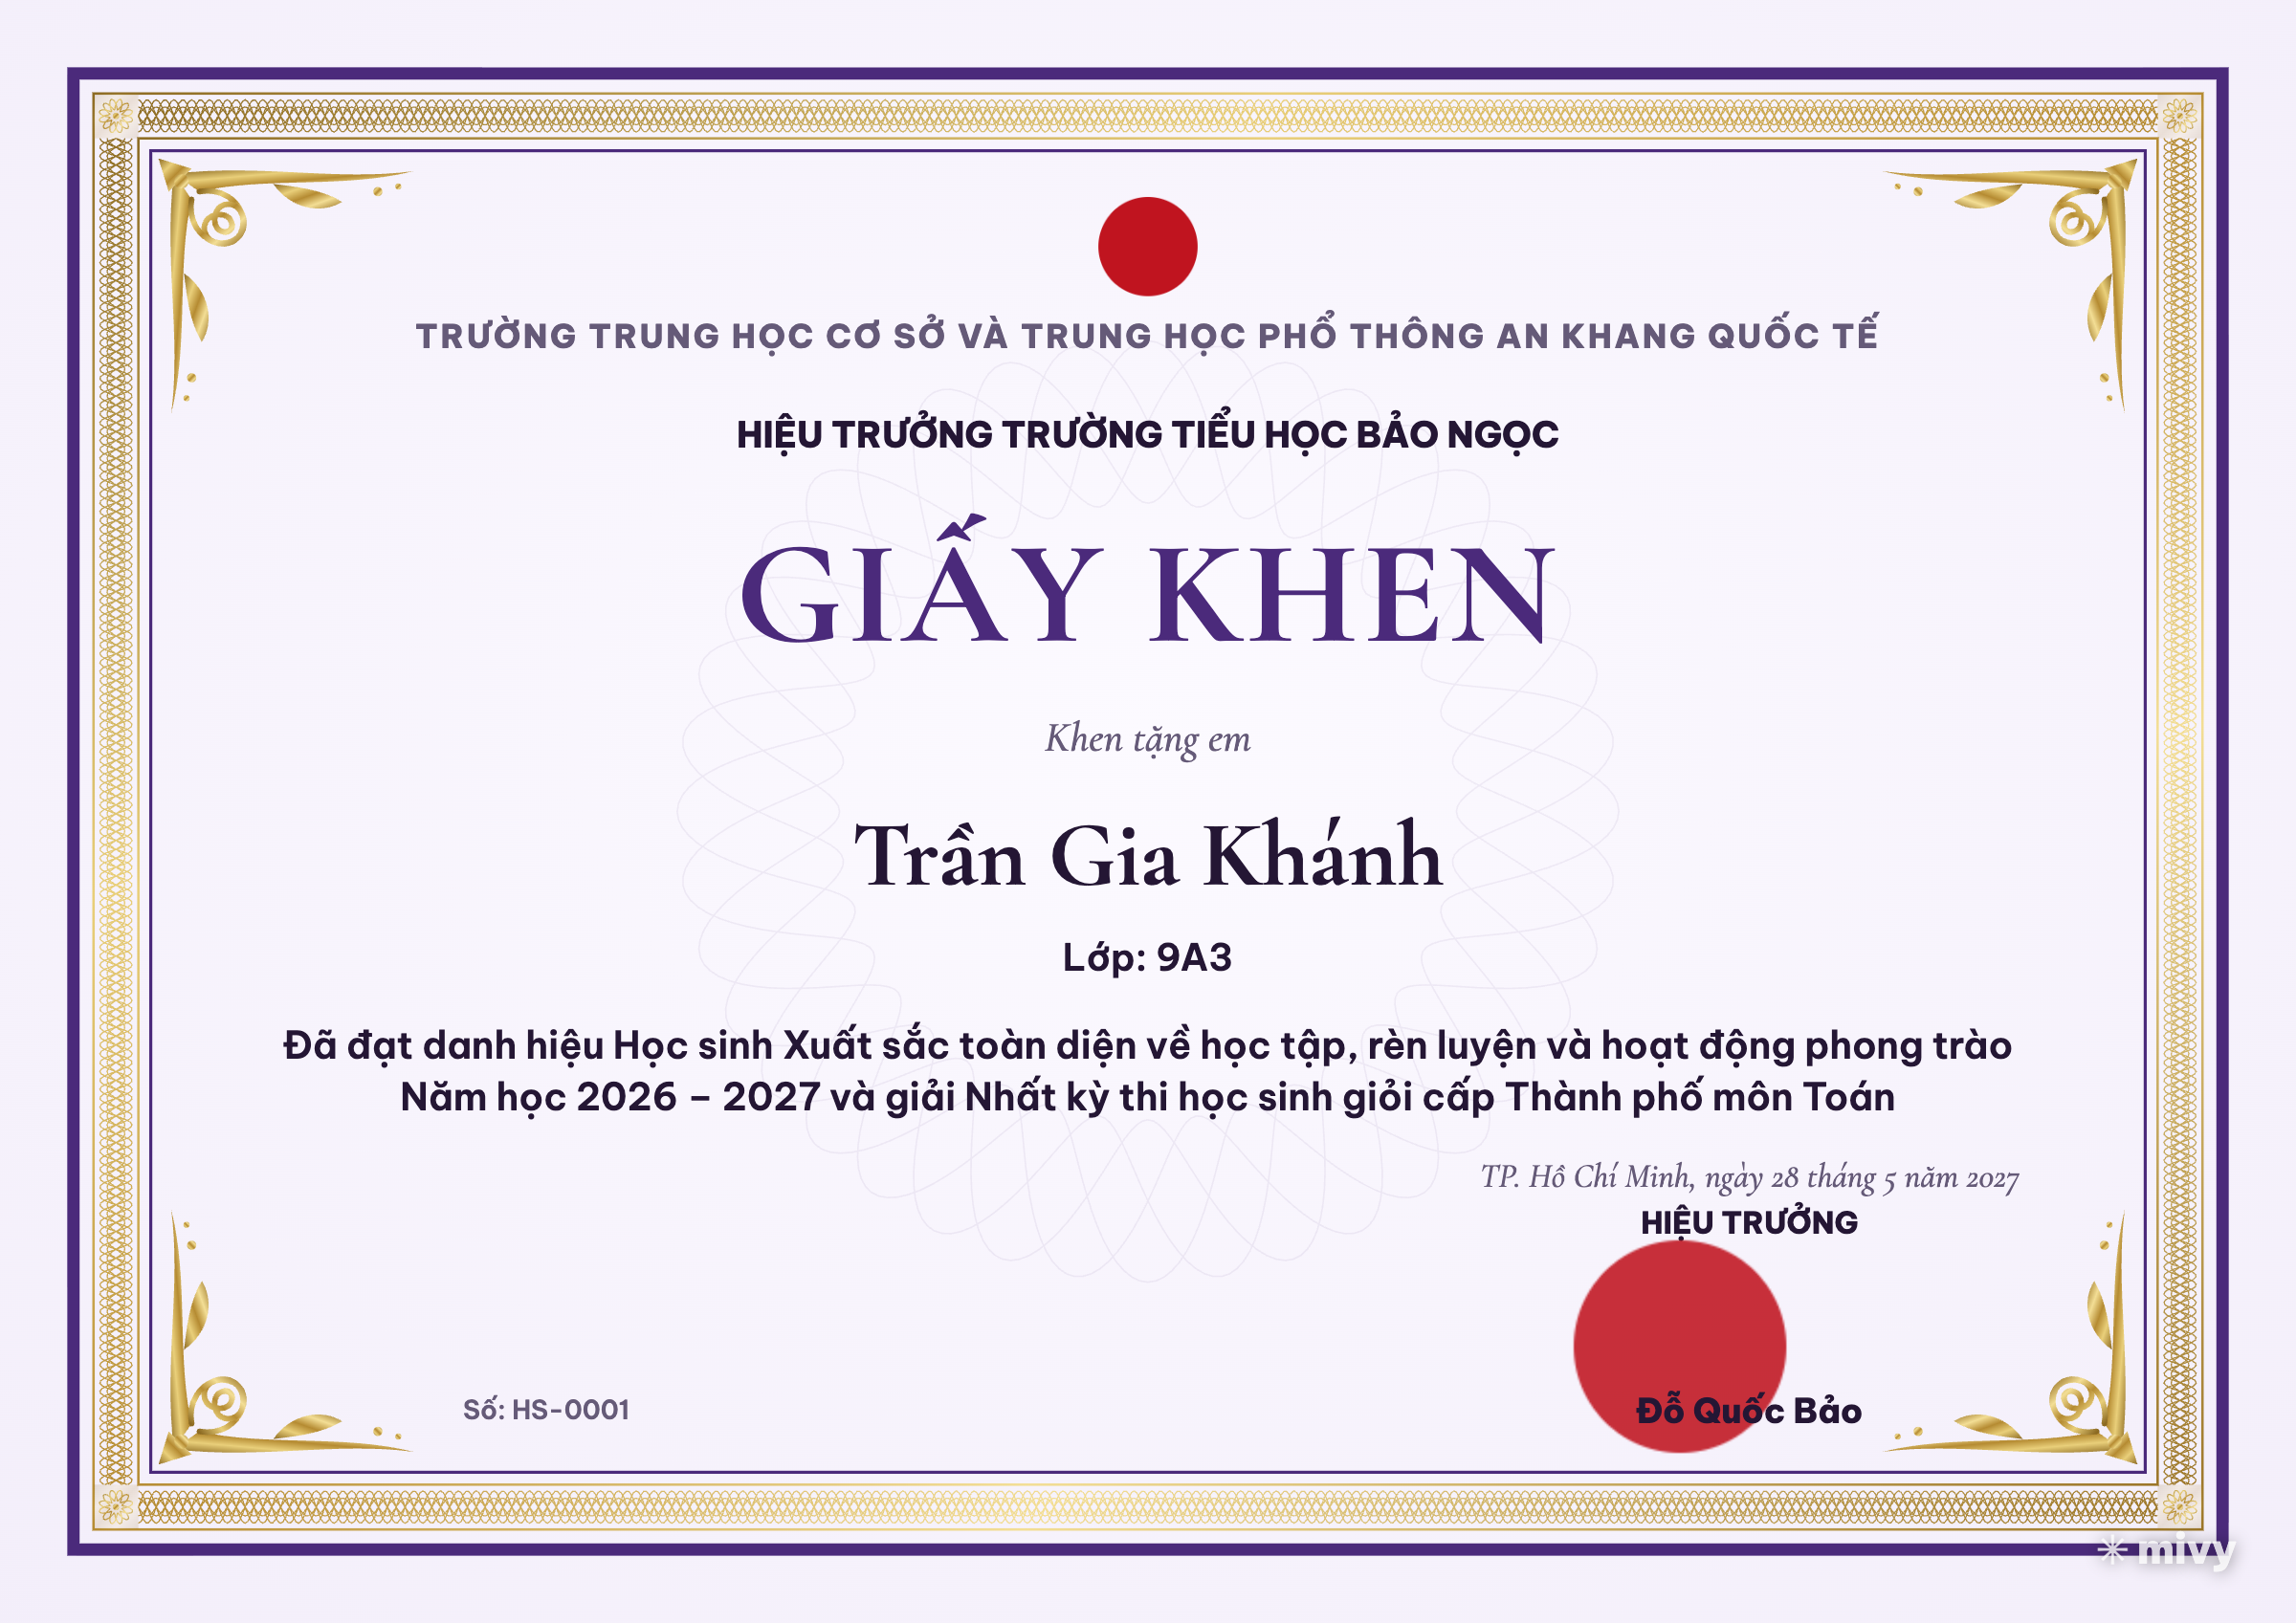 TRƯỜNG TRUNG HỌC CƠ SỞ VÀ TRUNG HỌC PHỔ THÔNG AN KHANG QUỐC TẾ
HIỆU TRƯỞNG TRƯỜNG TIỂU HỌC BẢO NGỌC
GIẤY KHEN
Khen tặng em
Trần Gia Khánh
Lớp: 9A3
Đã đạt danh hiệu Học sinh Xuất sắc toàn diện về học tập, rèn luyện và hoạt động phong trào
Năm học 2026 – 2027 và giải Nhất kỳ thi học sinh giỏi cấp Thành phố môn Toán
TP. Hồ Chí Minh, ngày 28 tháng 5 năm 2027
HIỆU TRƯỞNG
Số: HS-0001
Đỗ Quốc Bảo
mivy